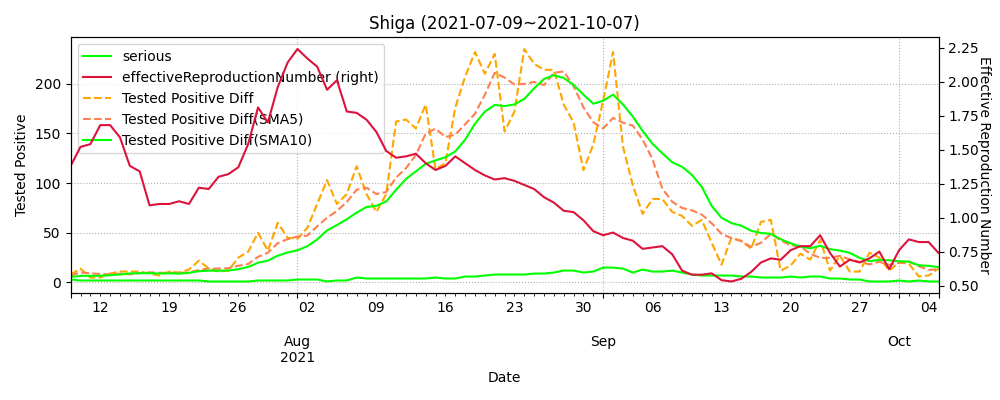 Shiga (2021-07-09~2021-10-07)
serious
effectiveReproductionNumber (right)
Tested Positive Diff
Tested Positive Diff(SMA5)
Tested Positive Diff(SMA10)
Tested Positive
200
150
100
50
0
2.25
2.00
1.75
1.50
1.25
1.00
0.75
0.50
Effective Reproduction Number
12 19 26 02 09 16 23 30 06 13 20 27 04
Aug Sep Oct
2021
Date